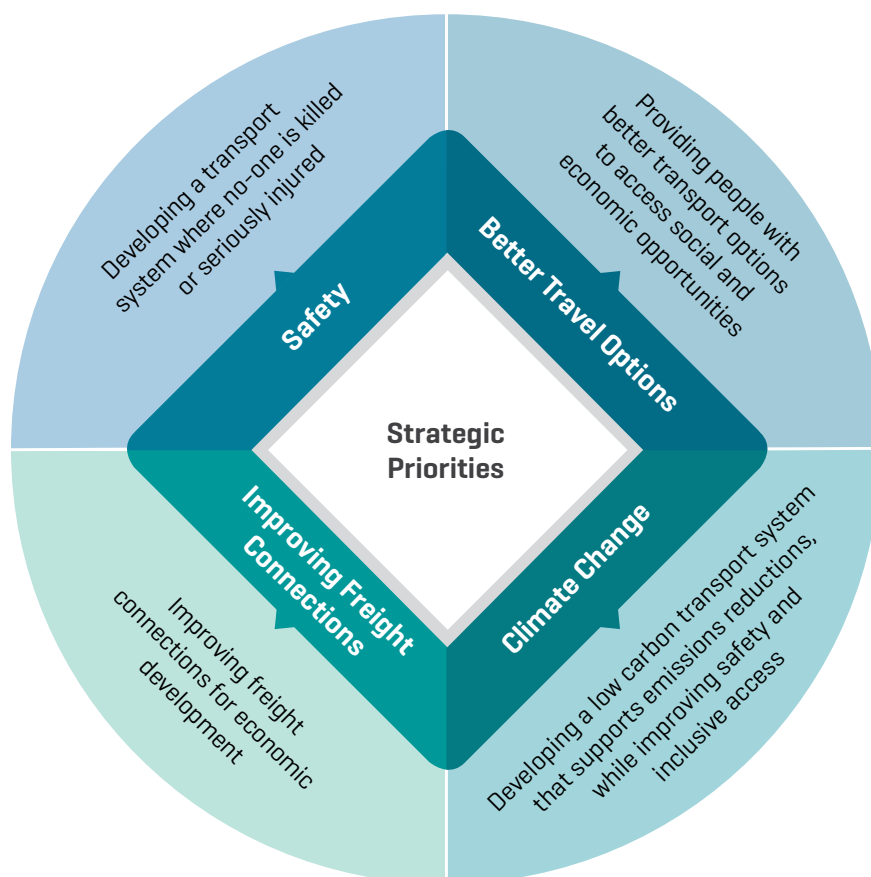 Developing a transport
system where no-one is killed
or seriously injured
Safety
Providing people with
better transport options
to access social and
economic opportunities
Better Travel Options
Strategic
Priorities
Improving Freight
Connections
Improving freight
connections for economic
development
Climate Change
Developing a low carbon transport system
that supports emissions reductions,
while improving safety and
inclusive access